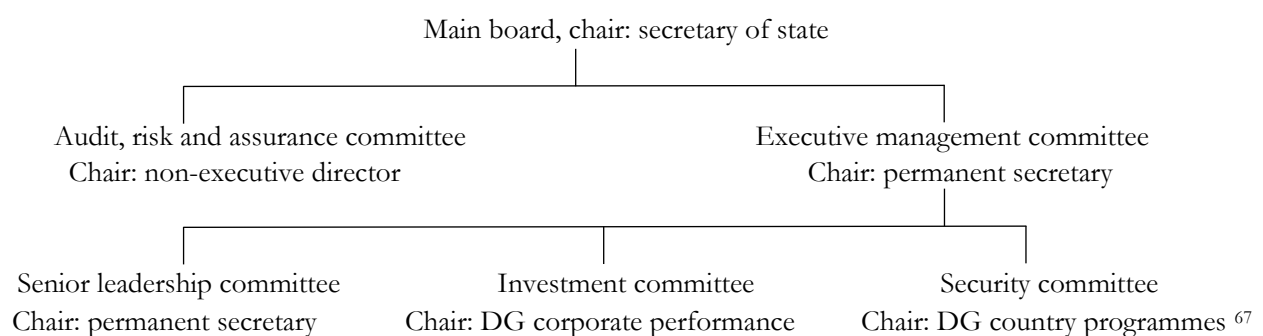 Main board, chair: secretary of state
Audit, risk and assurance committee
Chair: non-executive director
Executive management committee
Chair: permanent secretary
Senior leadership committee
Chair: permanent secretary
Investment committee
Chair: DG corporate performance
Security committee
Chair: DG country programmes 67